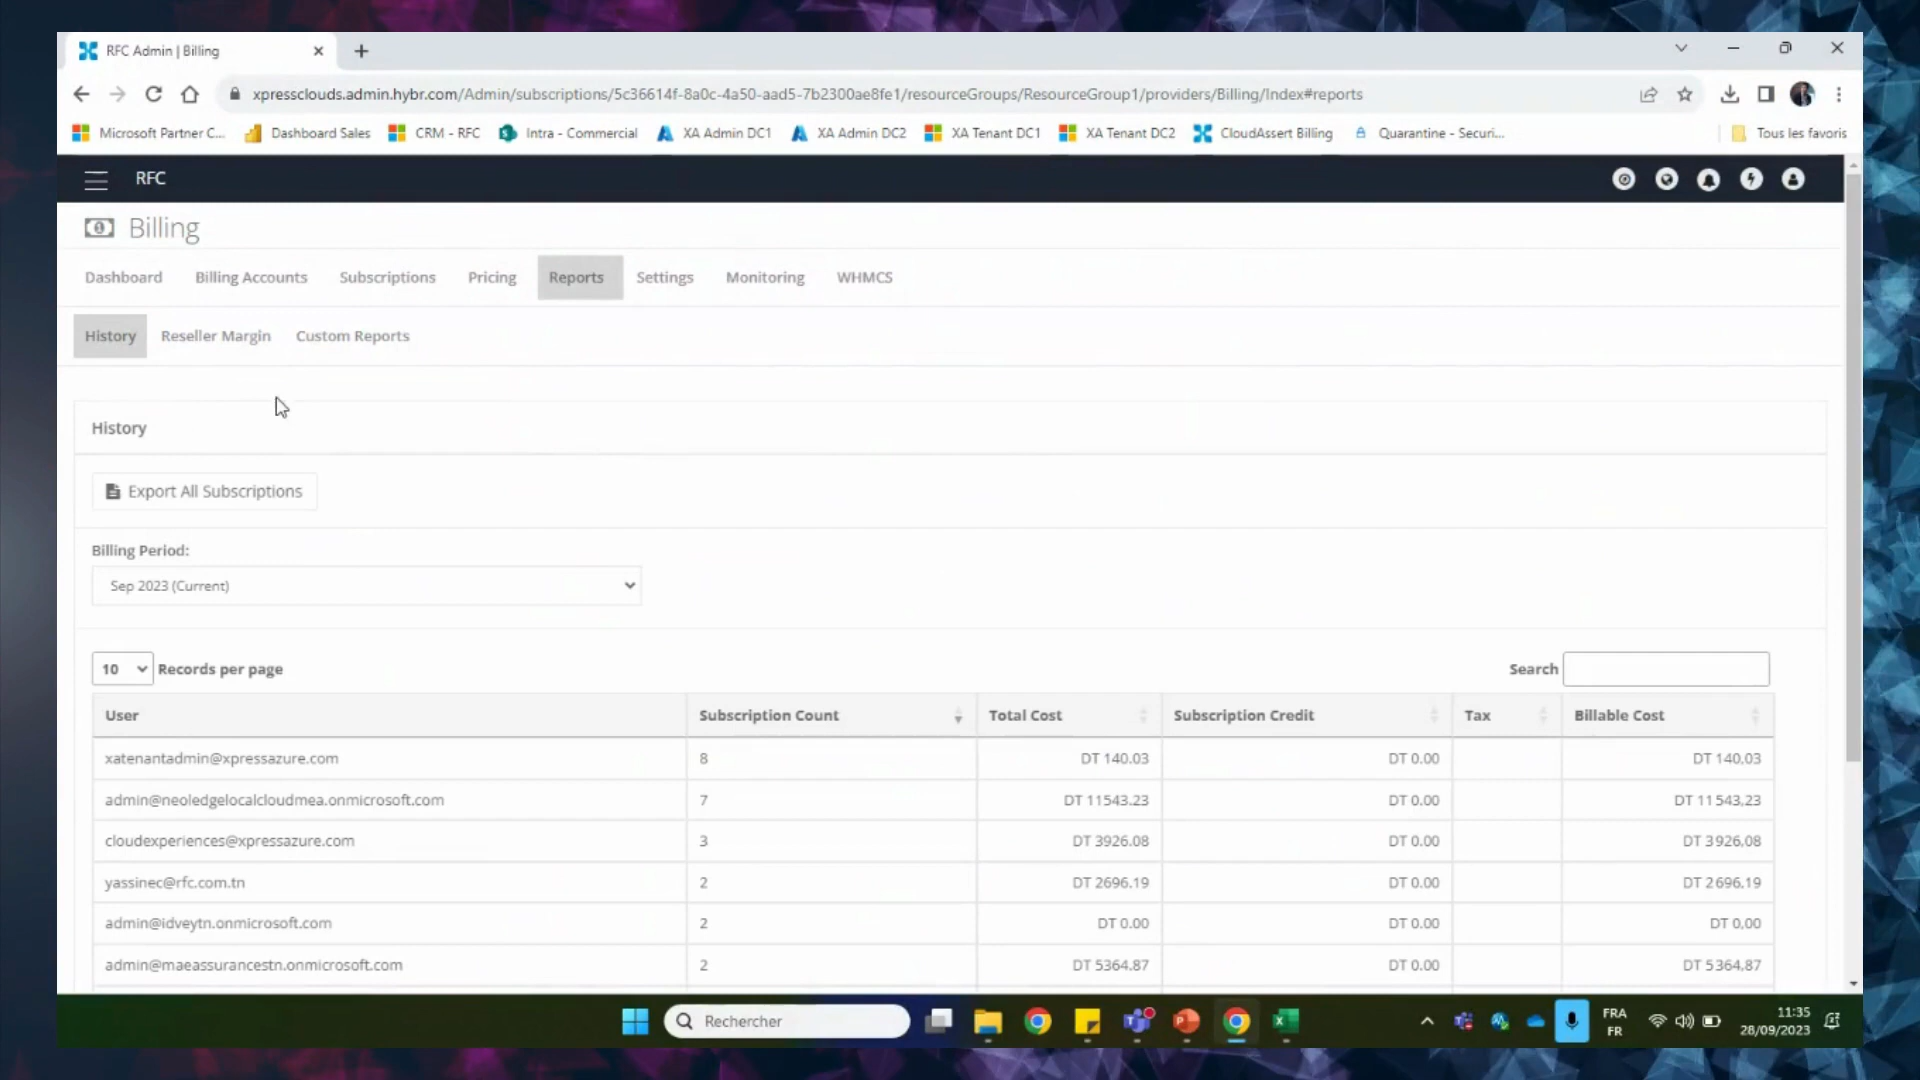 RFC Admin | Billing
xpressclouds.admin.hybr.com/Admin/subscriptions/5c36614f-8a0c-4a50-aad5-7b2300ae8fe1/resourceGroups/ResourceGroup1/providers/Billing/Index#reports
Microsoft Partner C... Dashboard Sales CRM - RFC Intra - Commercial XA Admin DC1 XA Admin DC2 XA Tenant DC1 XA Tenant DC2 CloudAssert Billing Quarantine - Securi... Tous les favoris
RFC
Billing
Dashboard Billing Accounts Subscriptions Pricing Reports Settings Monitoring WHMCS
History Reseller Margin Custom Reports
History
Export All Subscriptions
Billing Period:
Sep 2023 (Current)
10 Records per page Search
User Subscription Count Total Cost Subscription Credit Tax Billable Cost
xatenantadmin@xpressazure.com 8 DT 140.03 DT 0.00 DT 140,03
admin@neoledgelocalcloudmea.onmicrosoft.com 7 DT 11543.23 DT 0.00 DT 11 543,23
cloudexperiences@xpressazure.com 3 DT 3926.08 DT 0.00 DT 3 926,08
yassinec@rfc.com.tn 2 DT 2696.19 DT 0.00 DT 2 696,19
admin@idveytn.onmicrosoft.com 2 DT 0.00 DT 0.00 DT 0,00
admin@maeassurancestn.onmicrosoft.com 2 DT 5364.87 DT 0.00 DT 5 364,87
Rechercher
FRA
FR
11:35
28/09/2023